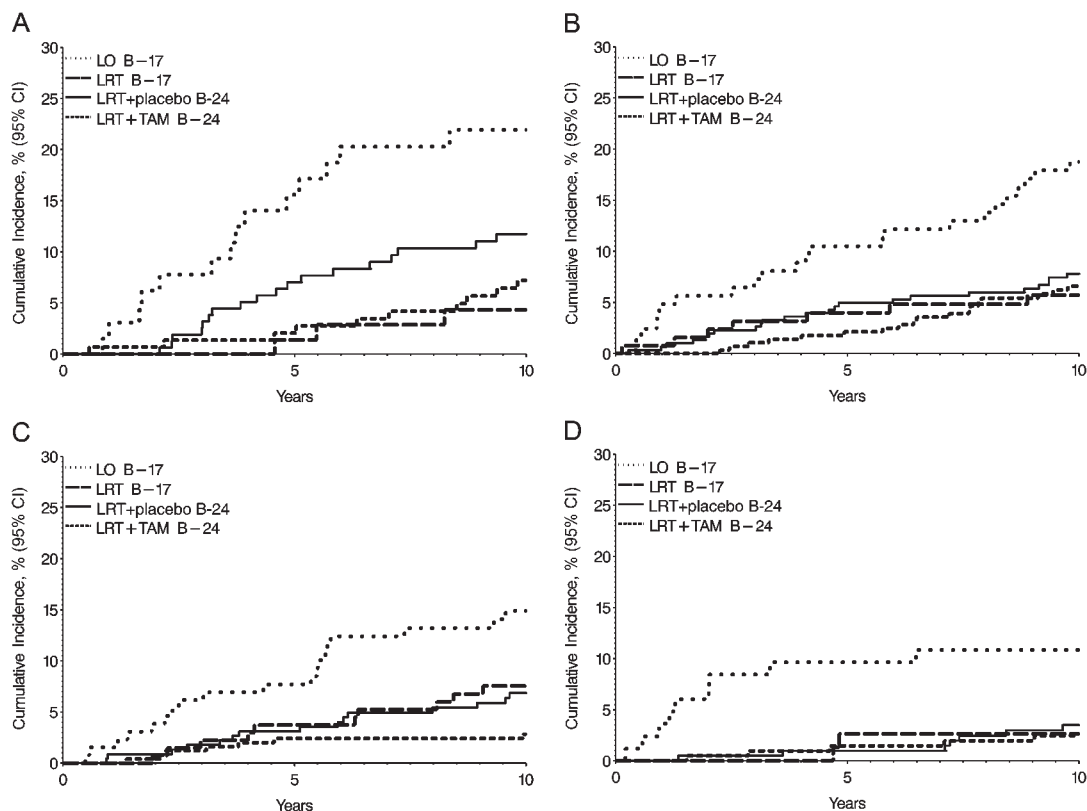 A
Cumulative Incidence, % (95% CI)
30
25
20
15
10
5
0
LO B-17
LRT B-17
LRT+placebo B-24
LRT+TAM B-24
0 5 10
Years
B
Cumulative Incidence, % (95% CI)
30
25
20
15
10
5
0
LO B-17
LRT B-17
LRT+placebo B-24
LRT+TAM B-24
0 5 10
Years
C
Cumulative Incidence, % (95% CI)
30
25
20
15
10
5
0
LO B-17
LRT B-17
LRT+placebo B-24
LRT+TAM B-24
0 5 10
Years
D
Cumulative Incidence, % (95% CI)
30
25
20
15
10
5
0
LO B-17
LRT B-17
LRT+placebo B-24
LRT+TAM B-24
0 5 10
Years